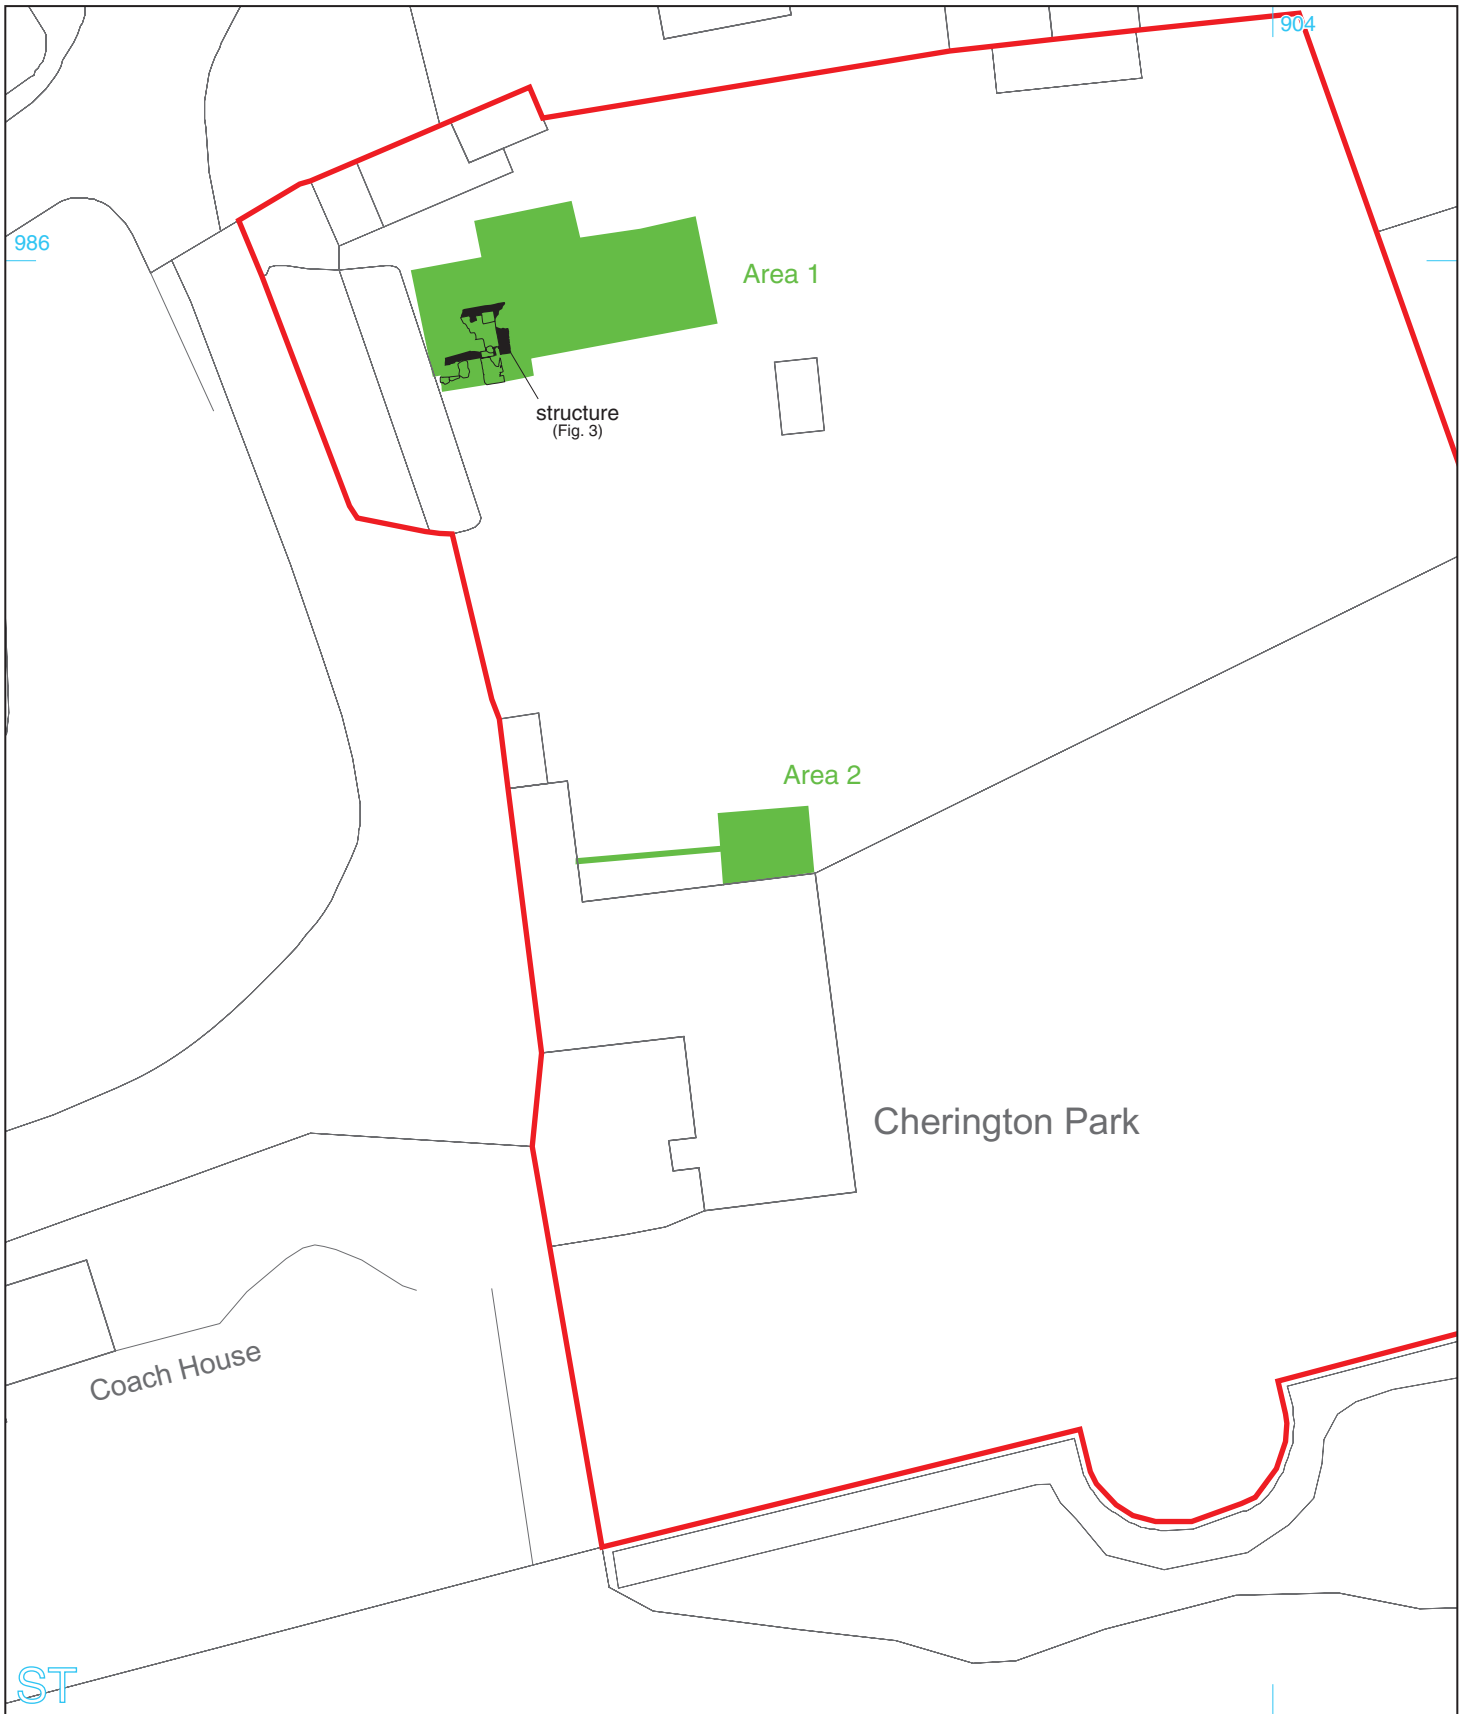 904
986
Area 1
structure
(Fig. 3)
Area 2
Cherington Park
Coach House
ST